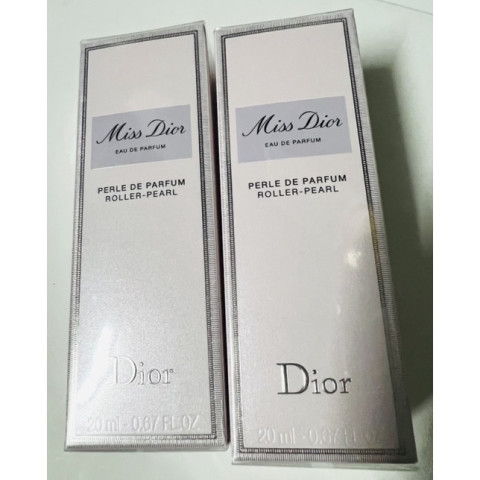 Miss Dior
EAU DE PARFUM
PERLE DE PARFUM
ROLLER-PEARL
Dior
20 ml - 0.67 FL.OZ
Miss Dior
EAU DE PARFUM
PERLE DE PARFUM
ROLLER-PEARL
Dior
20 ml - 0.67 FL.OZ